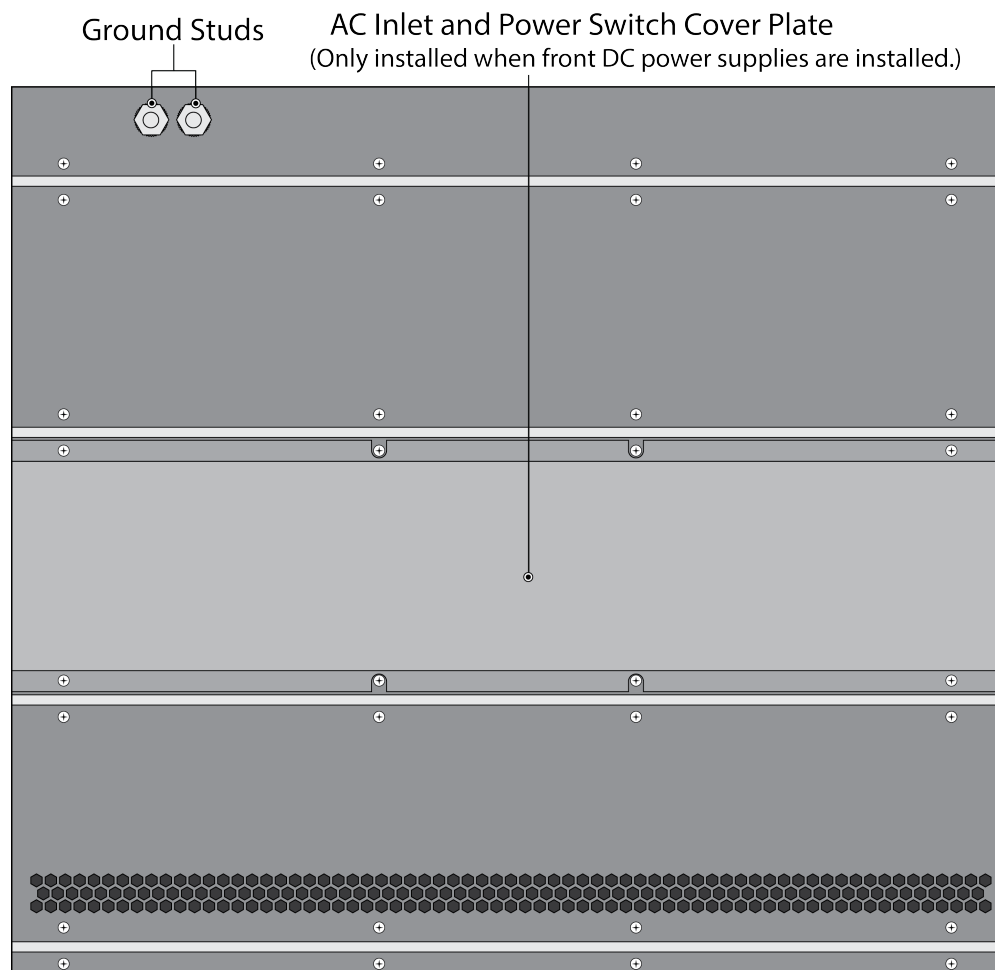 Ground Studs
AC Inlet and Power Switch Cover Plate
(Only installed when front DC power supplies are installed.)